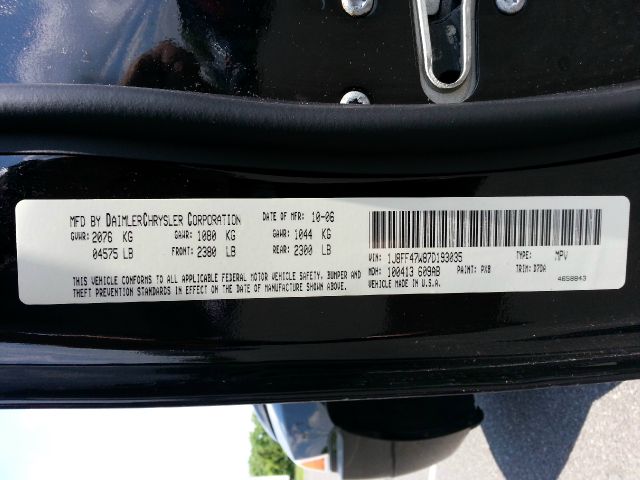 MFD BY DAIMLERCHRYSLER CORPORATION DATE OF MFR: 10-06
GVWR: 2076 KG GAWR: 1080 KG GAWR: 1044 KG
04575 LB FRONT: 2380 LB REAR: 2300 LB
THIS VEHICLE CONFORMS TO ALL APPLICABLE FEDERAL MOTOR VEHICLE SAFETY, BUMPER AND
THEFT PREVENTION STANDARDS IN EFFECT ON THE DATE OF MANUFACTURE SHOWN ABOVE.
VIN: 1J8FF47W87D193035 TYPE: MPV
MDH: 100413 609AB PAINT: PXB TRIM: D7DA
VEHICLE MADE IN U.S.A. 4658843